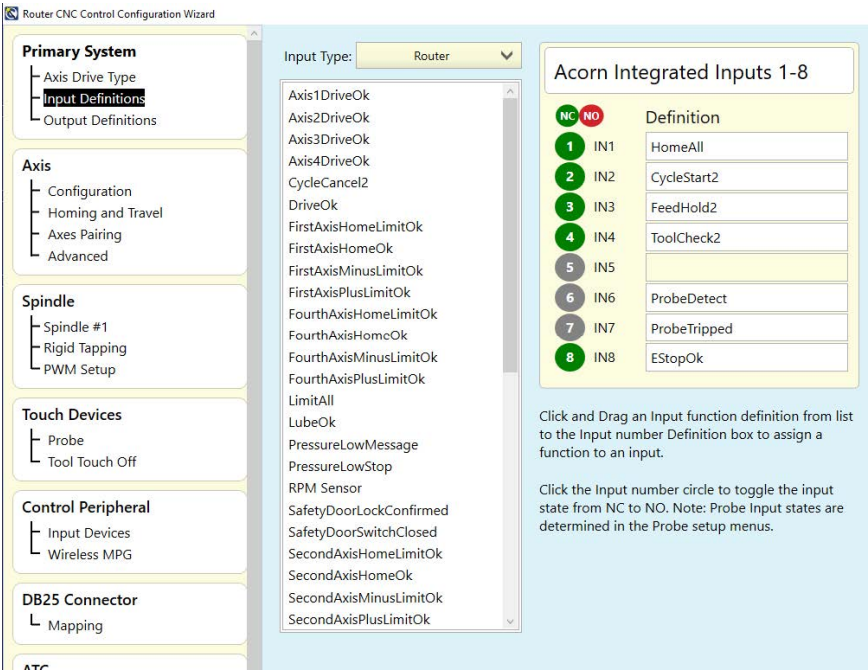 Router CNC Control Configuration Wizard
Primary System
Axis Drive Type
Input Definitions
Output Definitions
Axis
Configuration
Homing and Travel
Axes Pairing
Advanced
Spindle
Spindle #1
Rigid Tapping
PWM Setup
Touch Devices
Probe
Tool Touch Off
Control Peripheral
Input Devices
Wireless MPG
DB25 Connector
Mapping
ATC
Input Type: Router
Axis1DriveOk
Axis2DriveOk
Axis3DriveOk
Axis4DriveOk
CycleCancel2
DriveOk
FirstAxisHomeLimitOk
FirstAxisHomeOk
FirstAxisMinusLimitOk
FirstAxisPlusLimitOk
FourthAxisHomeLimitOk
FourthAxisHomeOk
FourthAxisMinusLimitOk
FourthAxisPlusLimitOk
LimitAll
LubeOk
PressureLowMessage
PressureLowStop
RPM Sensor
SafetyDoorLockConfirmed
SafetyDoorSwitchClosed
SecondAxisHomeLimitOk
SecondAxisHomeOk
SecondAxisMinusLimitOk
SecondAxisPlusLimitOk
Acorn Integrated Inputs 1-8
NC NO Definition
1 IN1 HomeAll
2 IN2 CycleStart2
3 IN3 FeedHold2
4 IN4 ToolCheck2
5 IN5
6 IN6 ProbeDetect
7 IN7 ProbeTripped
8 IN8 EStopOk
Click and Drag an Input function definition from list
to the Input number Definition box to assign a
function to an input.
Click the Input number circle to toggle the input
state from NC to NO. Note: Probe Input states are
determined in the Probe setup menus.